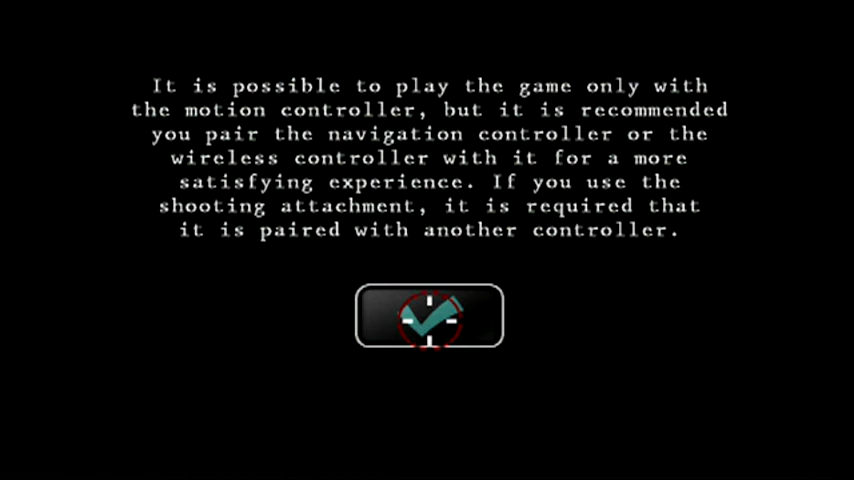 It is possible to play the game only with
the motion controller, but it is recommended
you pair the navigation controller or the
wireless controller with it for a more
satisfying experience. If you use the
shooting attachment, it is required that
it is paired with another controller.